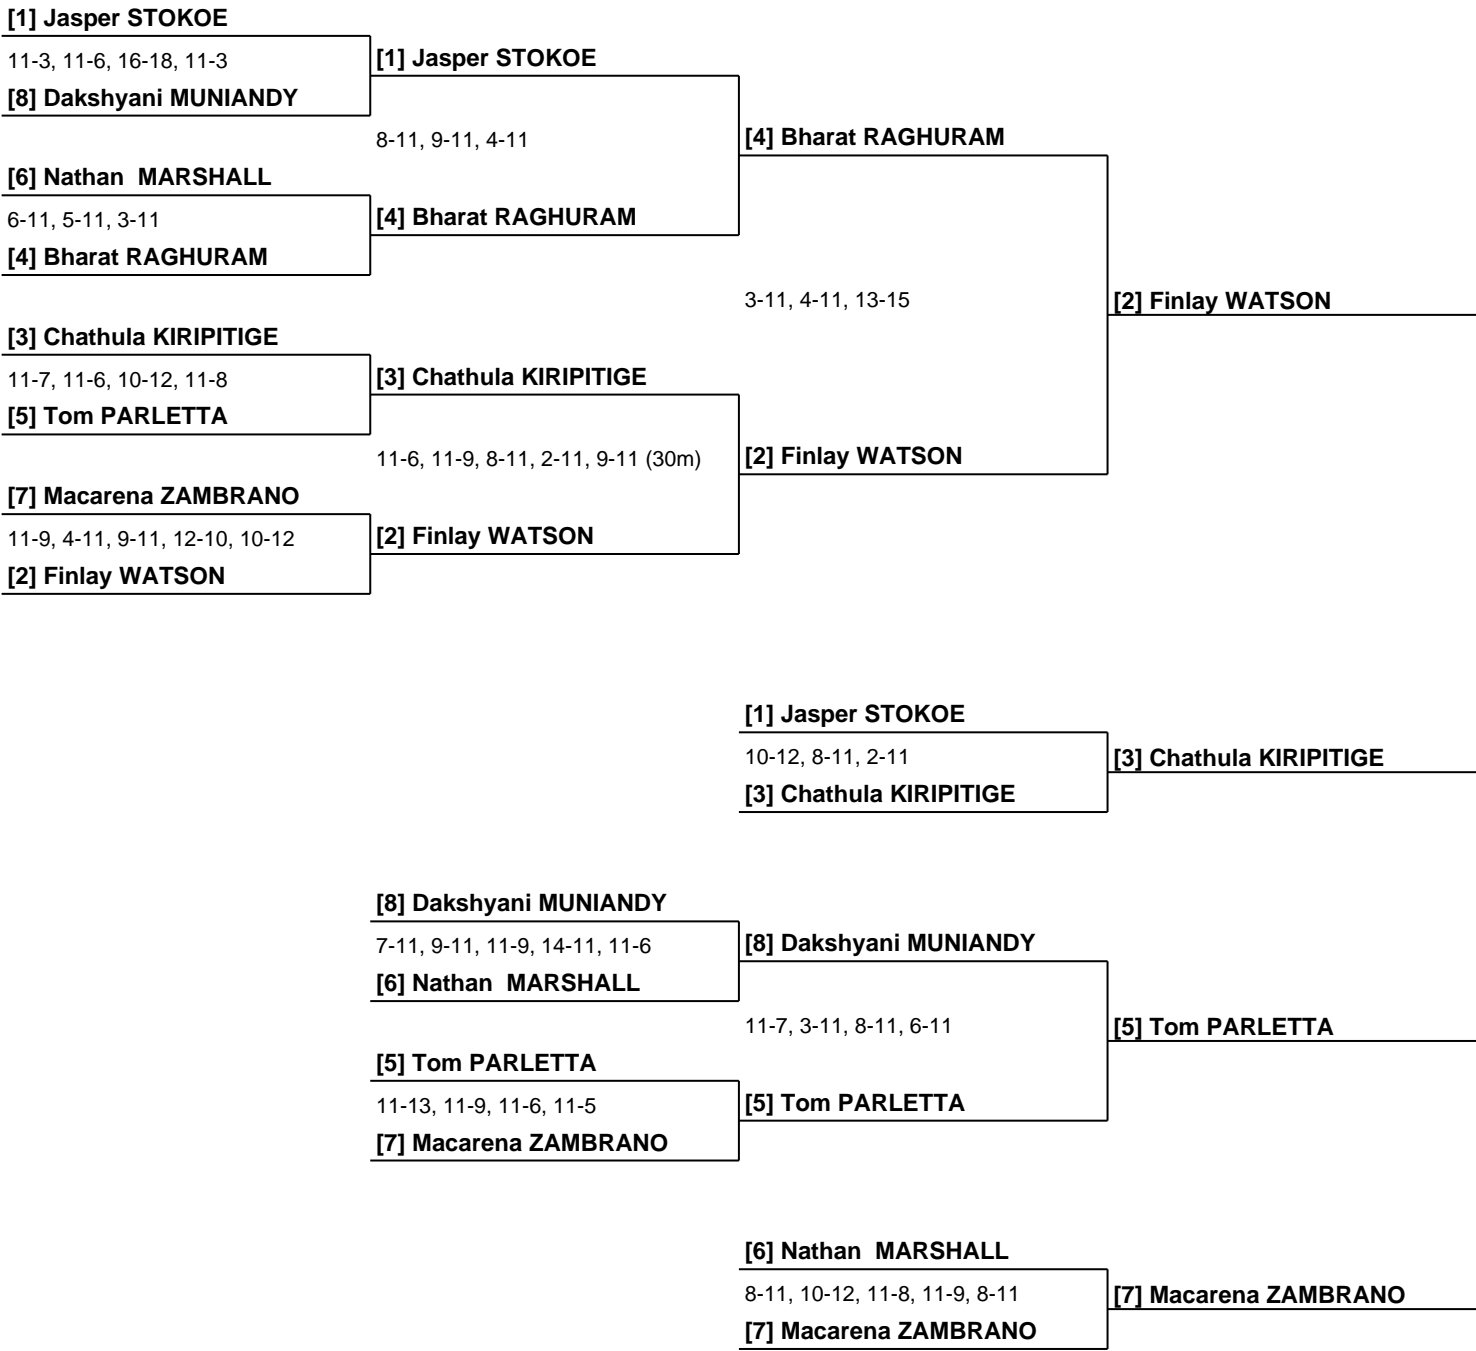 [1] Jasper STOKOE
11-3, 11-6, 16-18, 11-3
[1] Jasper STOKOE
[8] Dakshyani MUNIANDY
8-11, 9-11, 4-11
[4] Bharat RAGHURAM
[6] Nathan  MARSHALL
6-11, 5-11, 3-11
[4] Bharat RAGHURAM
[4] Bharat RAGHURAM
3-11, 4-11, 13-15
[2] Finlay WATSON
[3] Chathula KIRIPITIGE
11-7, 11-6, 10-12, 11-8
[3] Chathula KIRIPITIGE
[5] Tom PARLETTA
11-6, 11-9, 8-11, 2-11, 9-11 (30m)
[2] Finlay WATSON
[7] Macarena ZAMBRANO
11-9, 4-11, 9-11, 12-10, 10-12
[2] Finlay WATSON
[2] Finlay WATSON
[1] Jasper STOKOE
10-12, 8-11, 2-11
[3] Chathula KIRIPITIGE
[3] Chathula KIRIPITIGE
[8] Dakshyani MUNIANDY
7-11, 9-11, 11-9, 14-11, 11-6
[8] Dakshyani MUNIANDY
[6] Nathan  MARSHALL
11-7, 3-11, 8-11, 6-11
[5] Tom PARLETTA
[5] Tom PARLETTA
11-13, 11-9, 11-6, 11-5
[5] Tom PARLETTA
[7] Macarena ZAMBRANO
[6] Nathan  MARSHALL
8-11, 10-12, 11-8, 11-9, 8-11
[7] Macarena ZAMBRANO
[7] Macarena ZAMBRANO